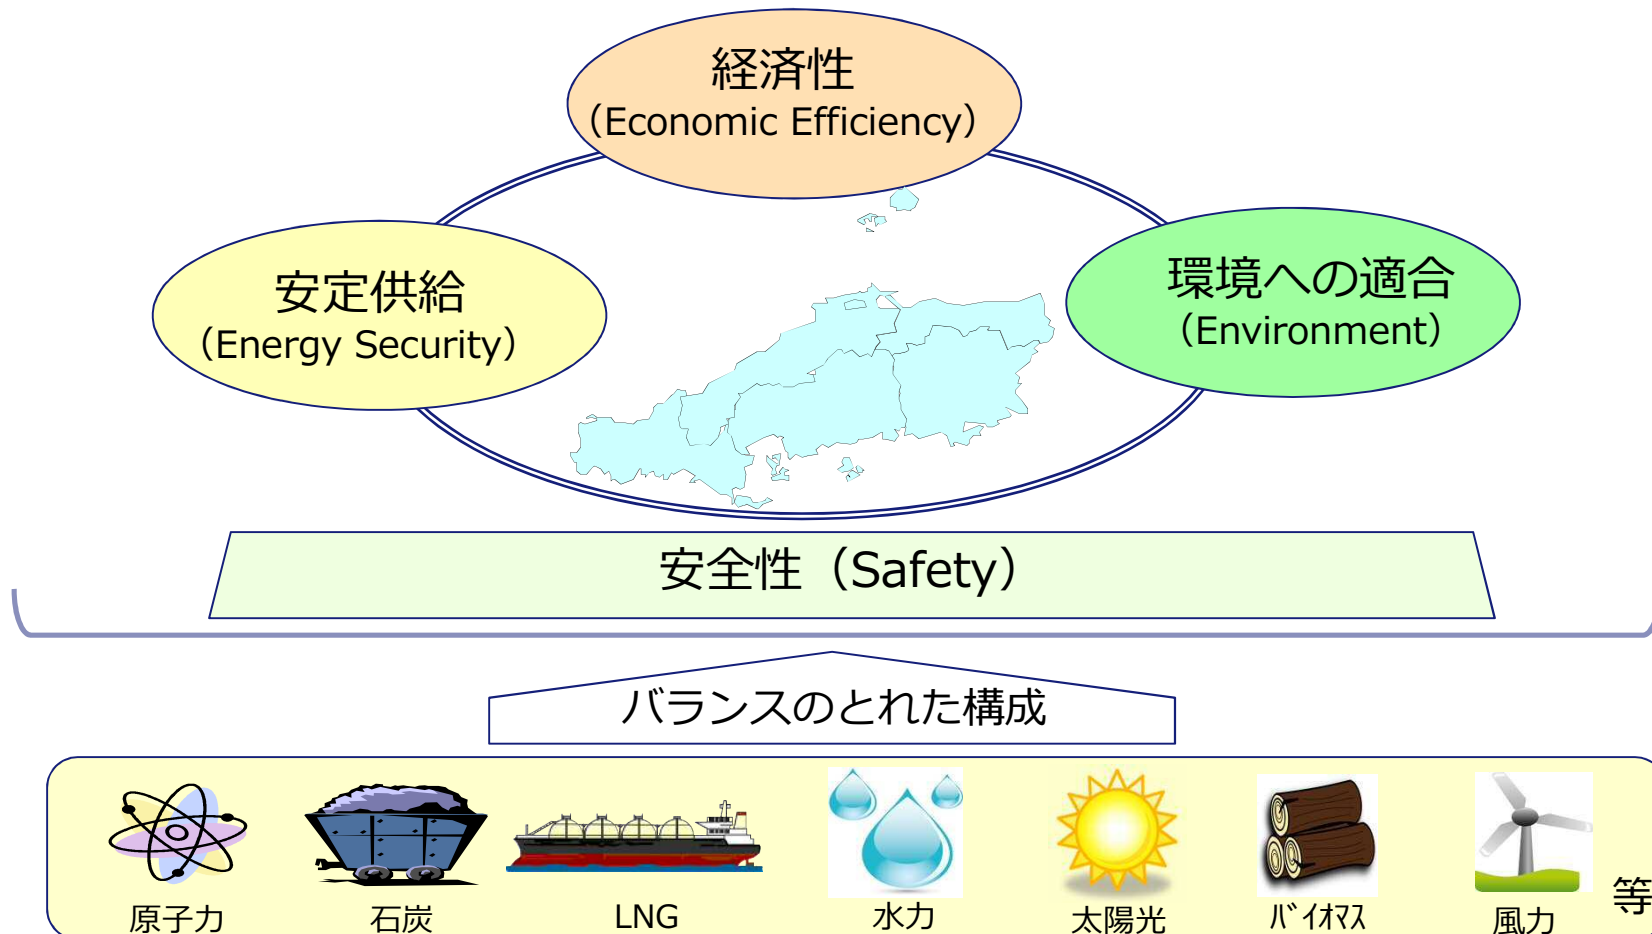 経済性
（Economic Efficiency）
安定供給
（Energy Security）
環境への適合
（Environment）
安全性（Safety）
バランスのとれた構成
原子力
石炭
LNG
水力
太陽光
ﾊﾞｲｵﾏｽ
風力
等